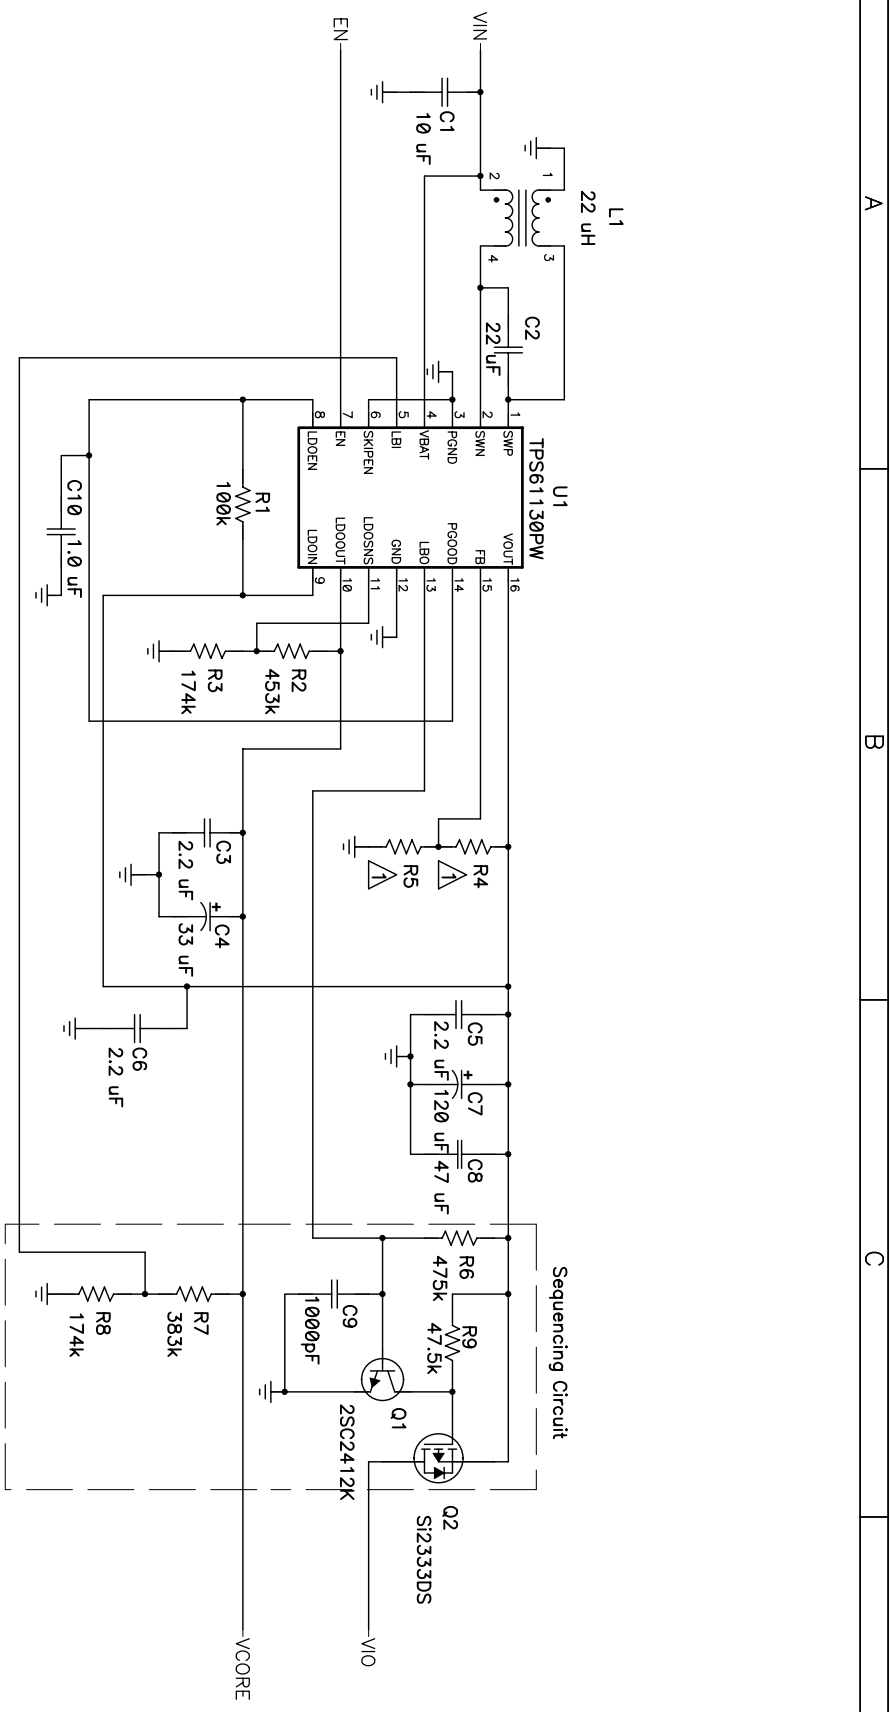 A
B
C
VIN
EN
C1
10 uF
L1
22 uH
1
2
3
4
C2
22 uF
U1
TPS61130PW
1
SWP
2
SWN
3
PGND
4
VBAT
5
LBI
6
SKIPEN
7
EN
8
LDOEN
VOUT
16
FB
15
PGOOD
14
LBO
13
GND
12
LDOSNS
11
LDOOUT
10
LDOIN
9
R1
100k
C10
1.0 uF
R2
453k
R3
174k
R4
1
R5
1
C3
2.2 uF
+
C4
33 uF
C6
2.2 uF
C5
2.2 uF
+
C7
120 uF
C8
47 uF
Sequencing Circuit
R6
475k
R9
47.5k
C9
1000pF
Q1
2SC2412K
Q2
Si2333DS
R7
383k
R8
174k
VIO
VCORE